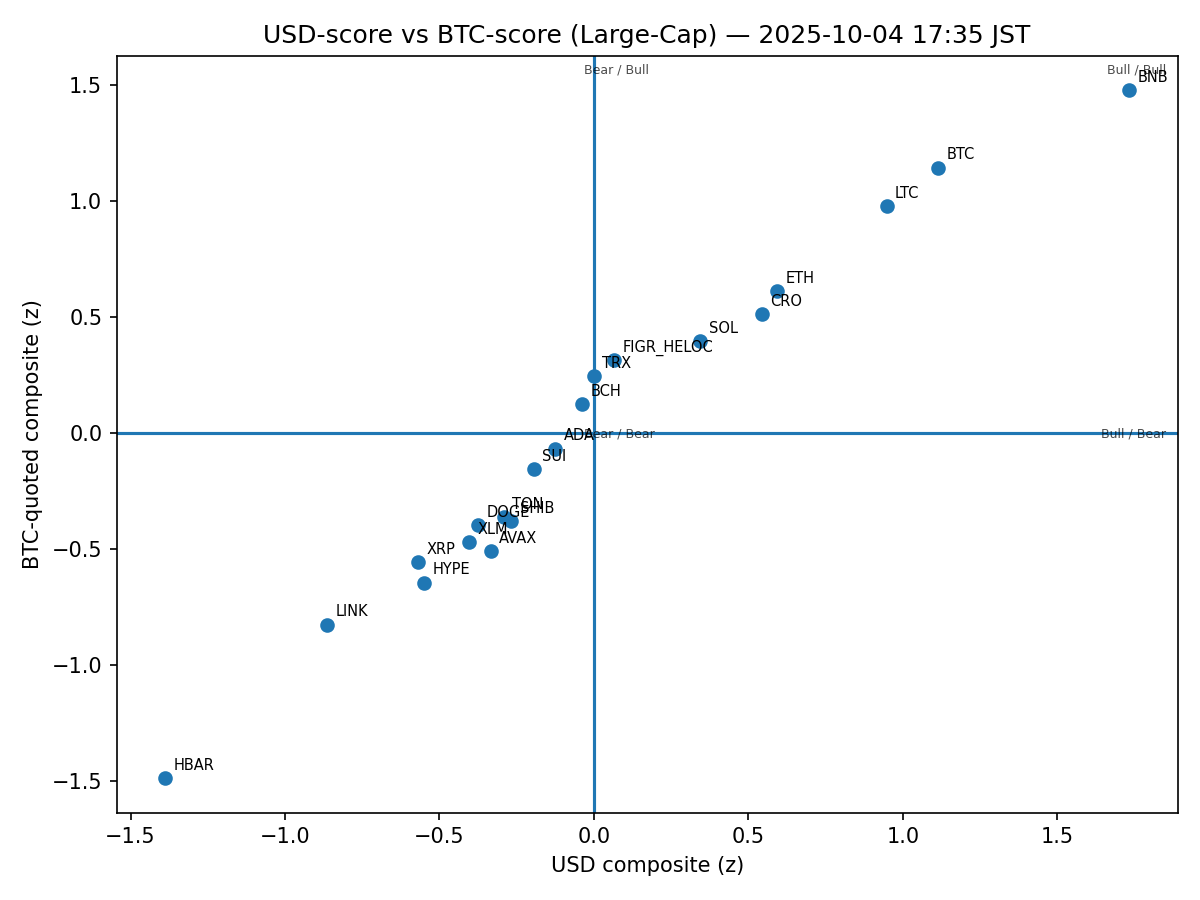 USD-score vs BTC-score (Large-Cap) — 2025-10-04 17:35 JST
Bear / Bull
Bull / Bull
BNB
BTC
LTC
ETH
CRO
SOL
FIGR_HELOC
TRX
BCH
ADA
Bear / Bear
Bull / Bear
SUI
TON
SHIB
DOGE
XLM
AVAX
XRP
HYPE
LINK
HBAR
1.5
1.0
0.5
0.0
−0.5
−1.0
−1.5
BTC-quoted composite (z)
−1.5 −1.0 −0.5 0.0 0.5 1.0 1.5
USD composite (z)